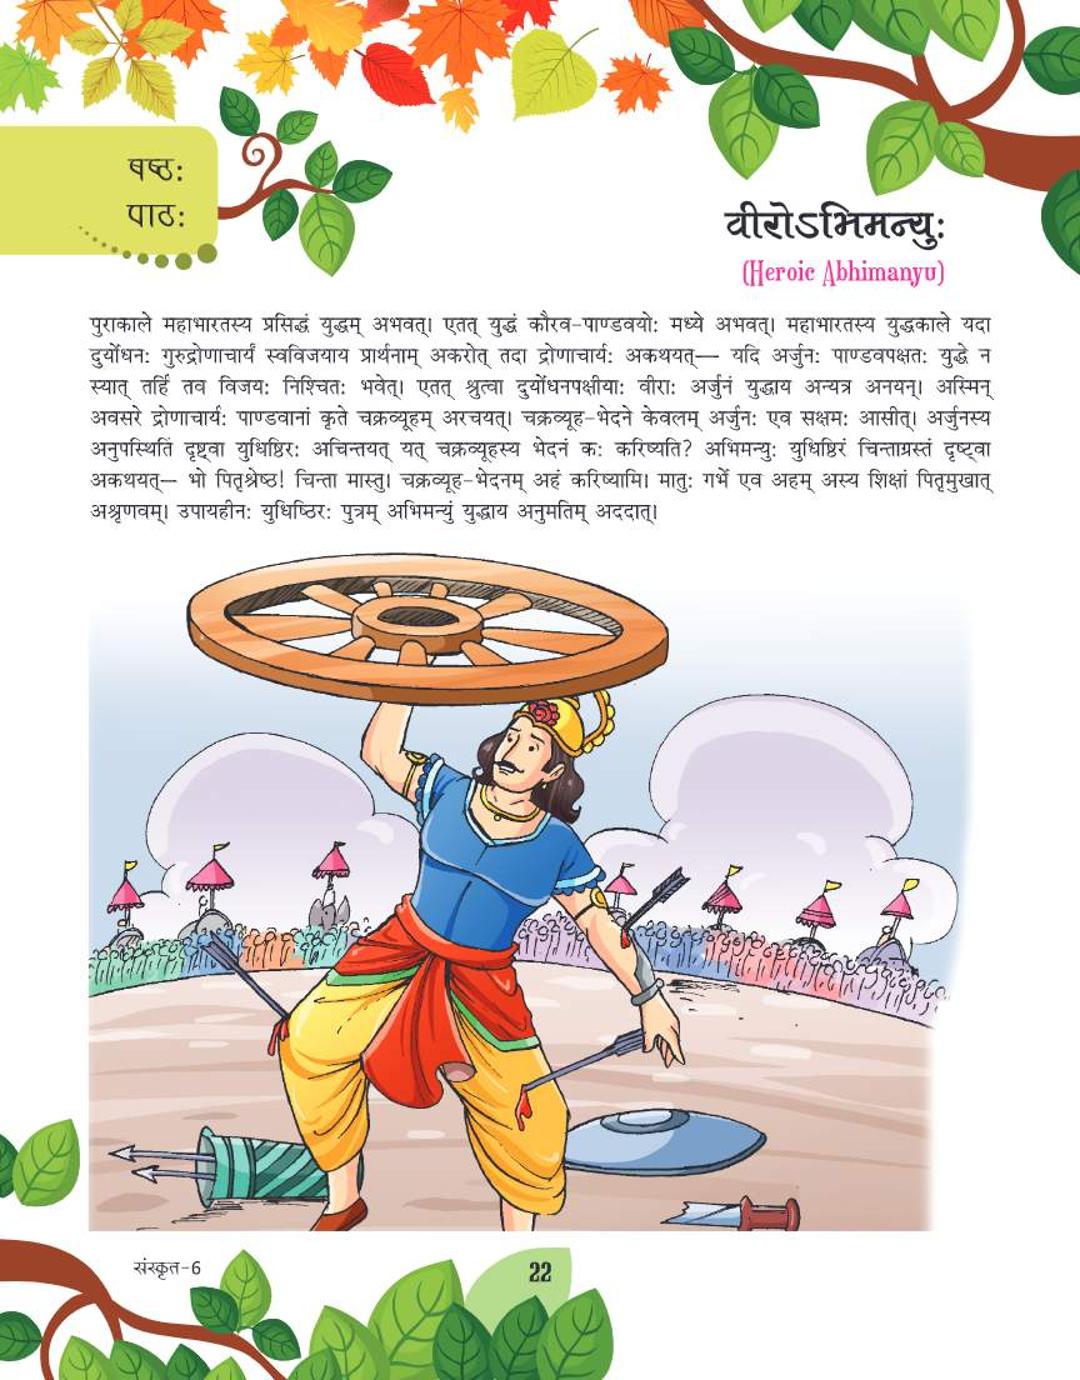 षष्ठ:
पाठ:
वीरोऽभिमन्यु:
(Heroic Abhimanyu)
पुराकाले महाभारतस्य प्रसिद्धं युद्धम् अभवत्। एतत् युद्धं कौरव-पाण्डवयो: मध्ये अभवत्। महाभारतस्य युद्धकाले यदा
दुर्योधन: गुरुद्रोणाचार्यं स्वविजयाय प्रार्थनाम् अकरोत् तदा द्रोणाचार्य: अकथयत्— यदि अर्जुन: पाण्डवपक्षत: युद्धे न
स्यात् तर्हि तव विजय: निश्चित: भवेत्। एतत् श्रुत्वा दुर्योधनपक्षीया: वीरा: अर्जुनं युद्धाय अन्यत्र अनयन्। अस्मिन्
अवसरे द्रोणाचार्य: पाण्डवानां कृते चक्रव्यूहम् अरचयत्। चक्रव्यूह-भेदने केवलम् अर्जुन: एव सक्षम: आसीत्। अर्जुनस्य
अनुपस्थितिं दृष्ट्वा युधिष्ठिर: अचिन्तयत् यत् चक्रव्यूहस्य भेदनं क: करिष्यति? अभिमन्यु: युधिष्ठिरं चिन्ताग्रस्तं दृष्ट्वा
अकथयत्— भो पितृश्रेष्ठ! चिन्ता मास्तु। चक्रव्यूह-भेदनम् अहं करिष्यामि। मातु: गर्भे एव अहम् अस्य शिक्षां पितृमुखात्
अश्रृणवम्। उपायहीन: युधिष्ठिर: पुत्रम् अभिमन्युं युद्धाय अनुमतिम् अददात्।
संस्कृत-6
22